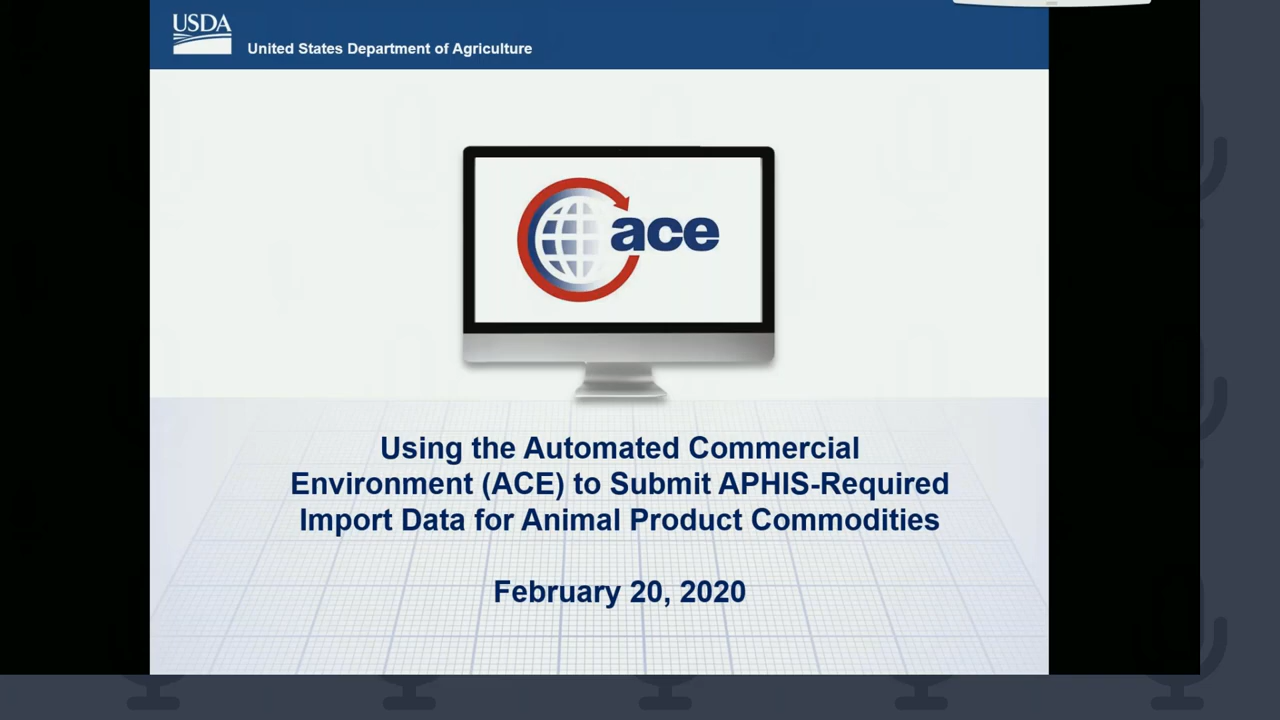 USDA
United States Department of Agriculture
ace
Using the Automated Commercial
Environment (ACE) to Submit APHIS-Required
Import Data for Animal Product Commodities
February 20, 2020